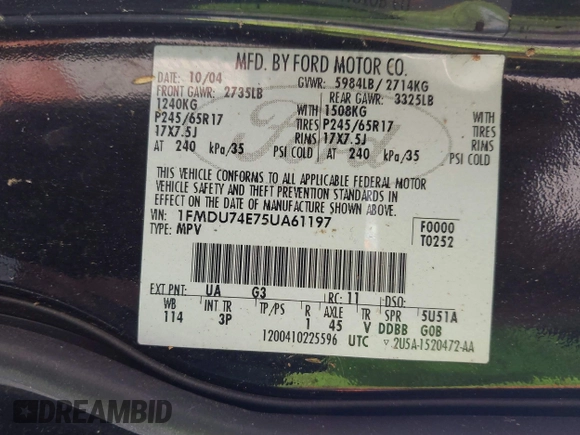 MFD. BY FORD MOTOR CO.
DATE: 10/04 GVWR: 5984LB/ 2714KG
FRONT GAWR: 2735LB REAR GAWR: 3325LB
1240KG WITH 1508KG WITH
P245/65R17 TIRES P245/65R17 TIRES
17X7.5J RIMS 17X7.5J RIMS
AT 240 kPa/35 PSI COLD AT 240 kPa/35 PSI COLD
Ford
THIS VEHICLE CONFORMS TO ALL APPLICABLE FEDERAL MOTOR
VEHICLE SAFETY AND THEFT PREVENTION STANDARDS IN
EFFECT ON THE DATE OF MANUFACTURE SHOWN ABOVE.
VIN: 1FMDU74E75UA61197 F0000
TYPE: MPV T0252
EXT PNT: UA G3 RC: 11 DSO:
WB INT TR TP/PS R AXLE TR SPR 5U51A
114 3P 1 45 V DDBB G0B
1200410225596 UTC 2U5A-1520472-AA
DREAMBID